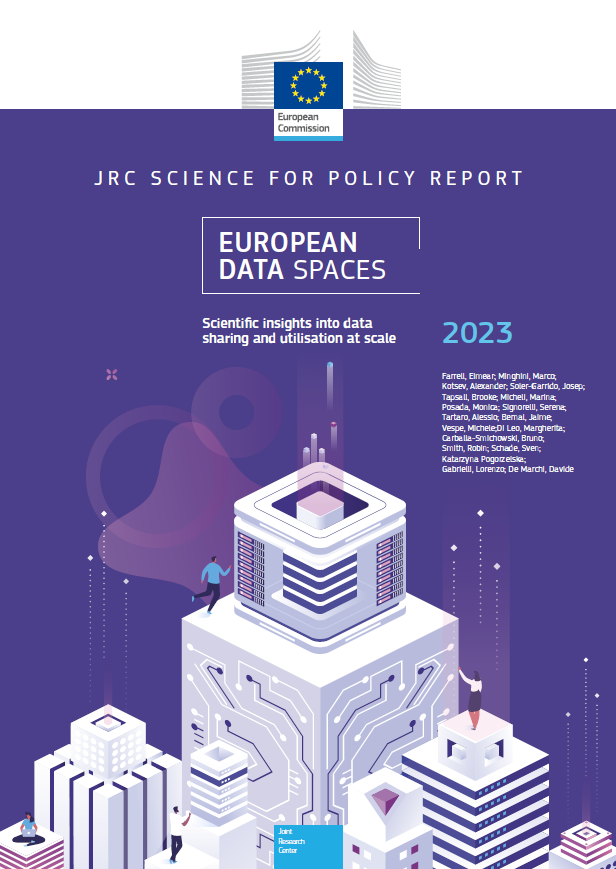 European
Commission
JRC SCIENCE FOR POLICY REPORT
EUROPEAN
DATA SPACES
Scientific insights into data
sharing and utilisation at scale
2023
Farrell, Eimear; Minghini, Marco;
Kotsev, Alexander; Soler-Garrido, Josep;
Tapsall, Brooke; Micheli, Marina;
Posada, Monica; Signorelli, Serena;
Tartaro, Alessio; Bernal, Jaime;
Vespe, Michele;Di Leo, Margherita;
Carballa-Smichowski, Bruno;
Smith, Robin; Schade, Sven;
Katarzyna Pogorzelska;
Gabrielli, Lorenzo; De Marchi, Davide
Joint
Research
Center